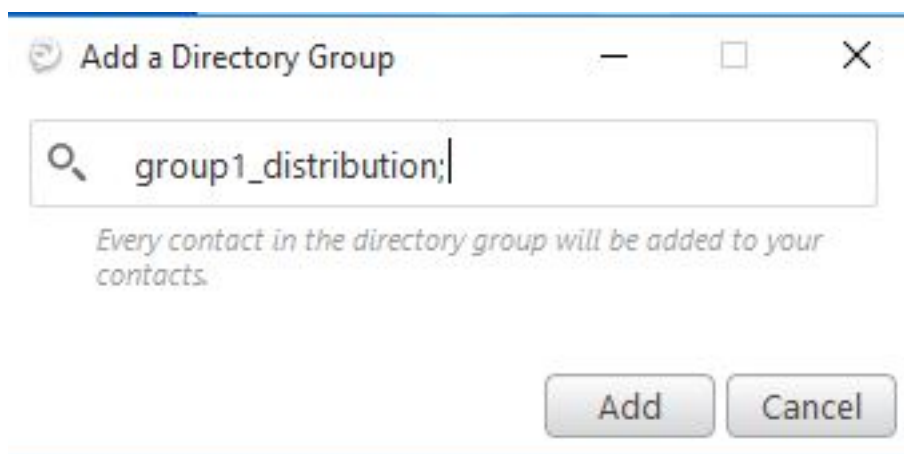 Add a Directory Group
group1_distribution;
Every contact in the directory group will be added to your
contacts.
Add
Cancel